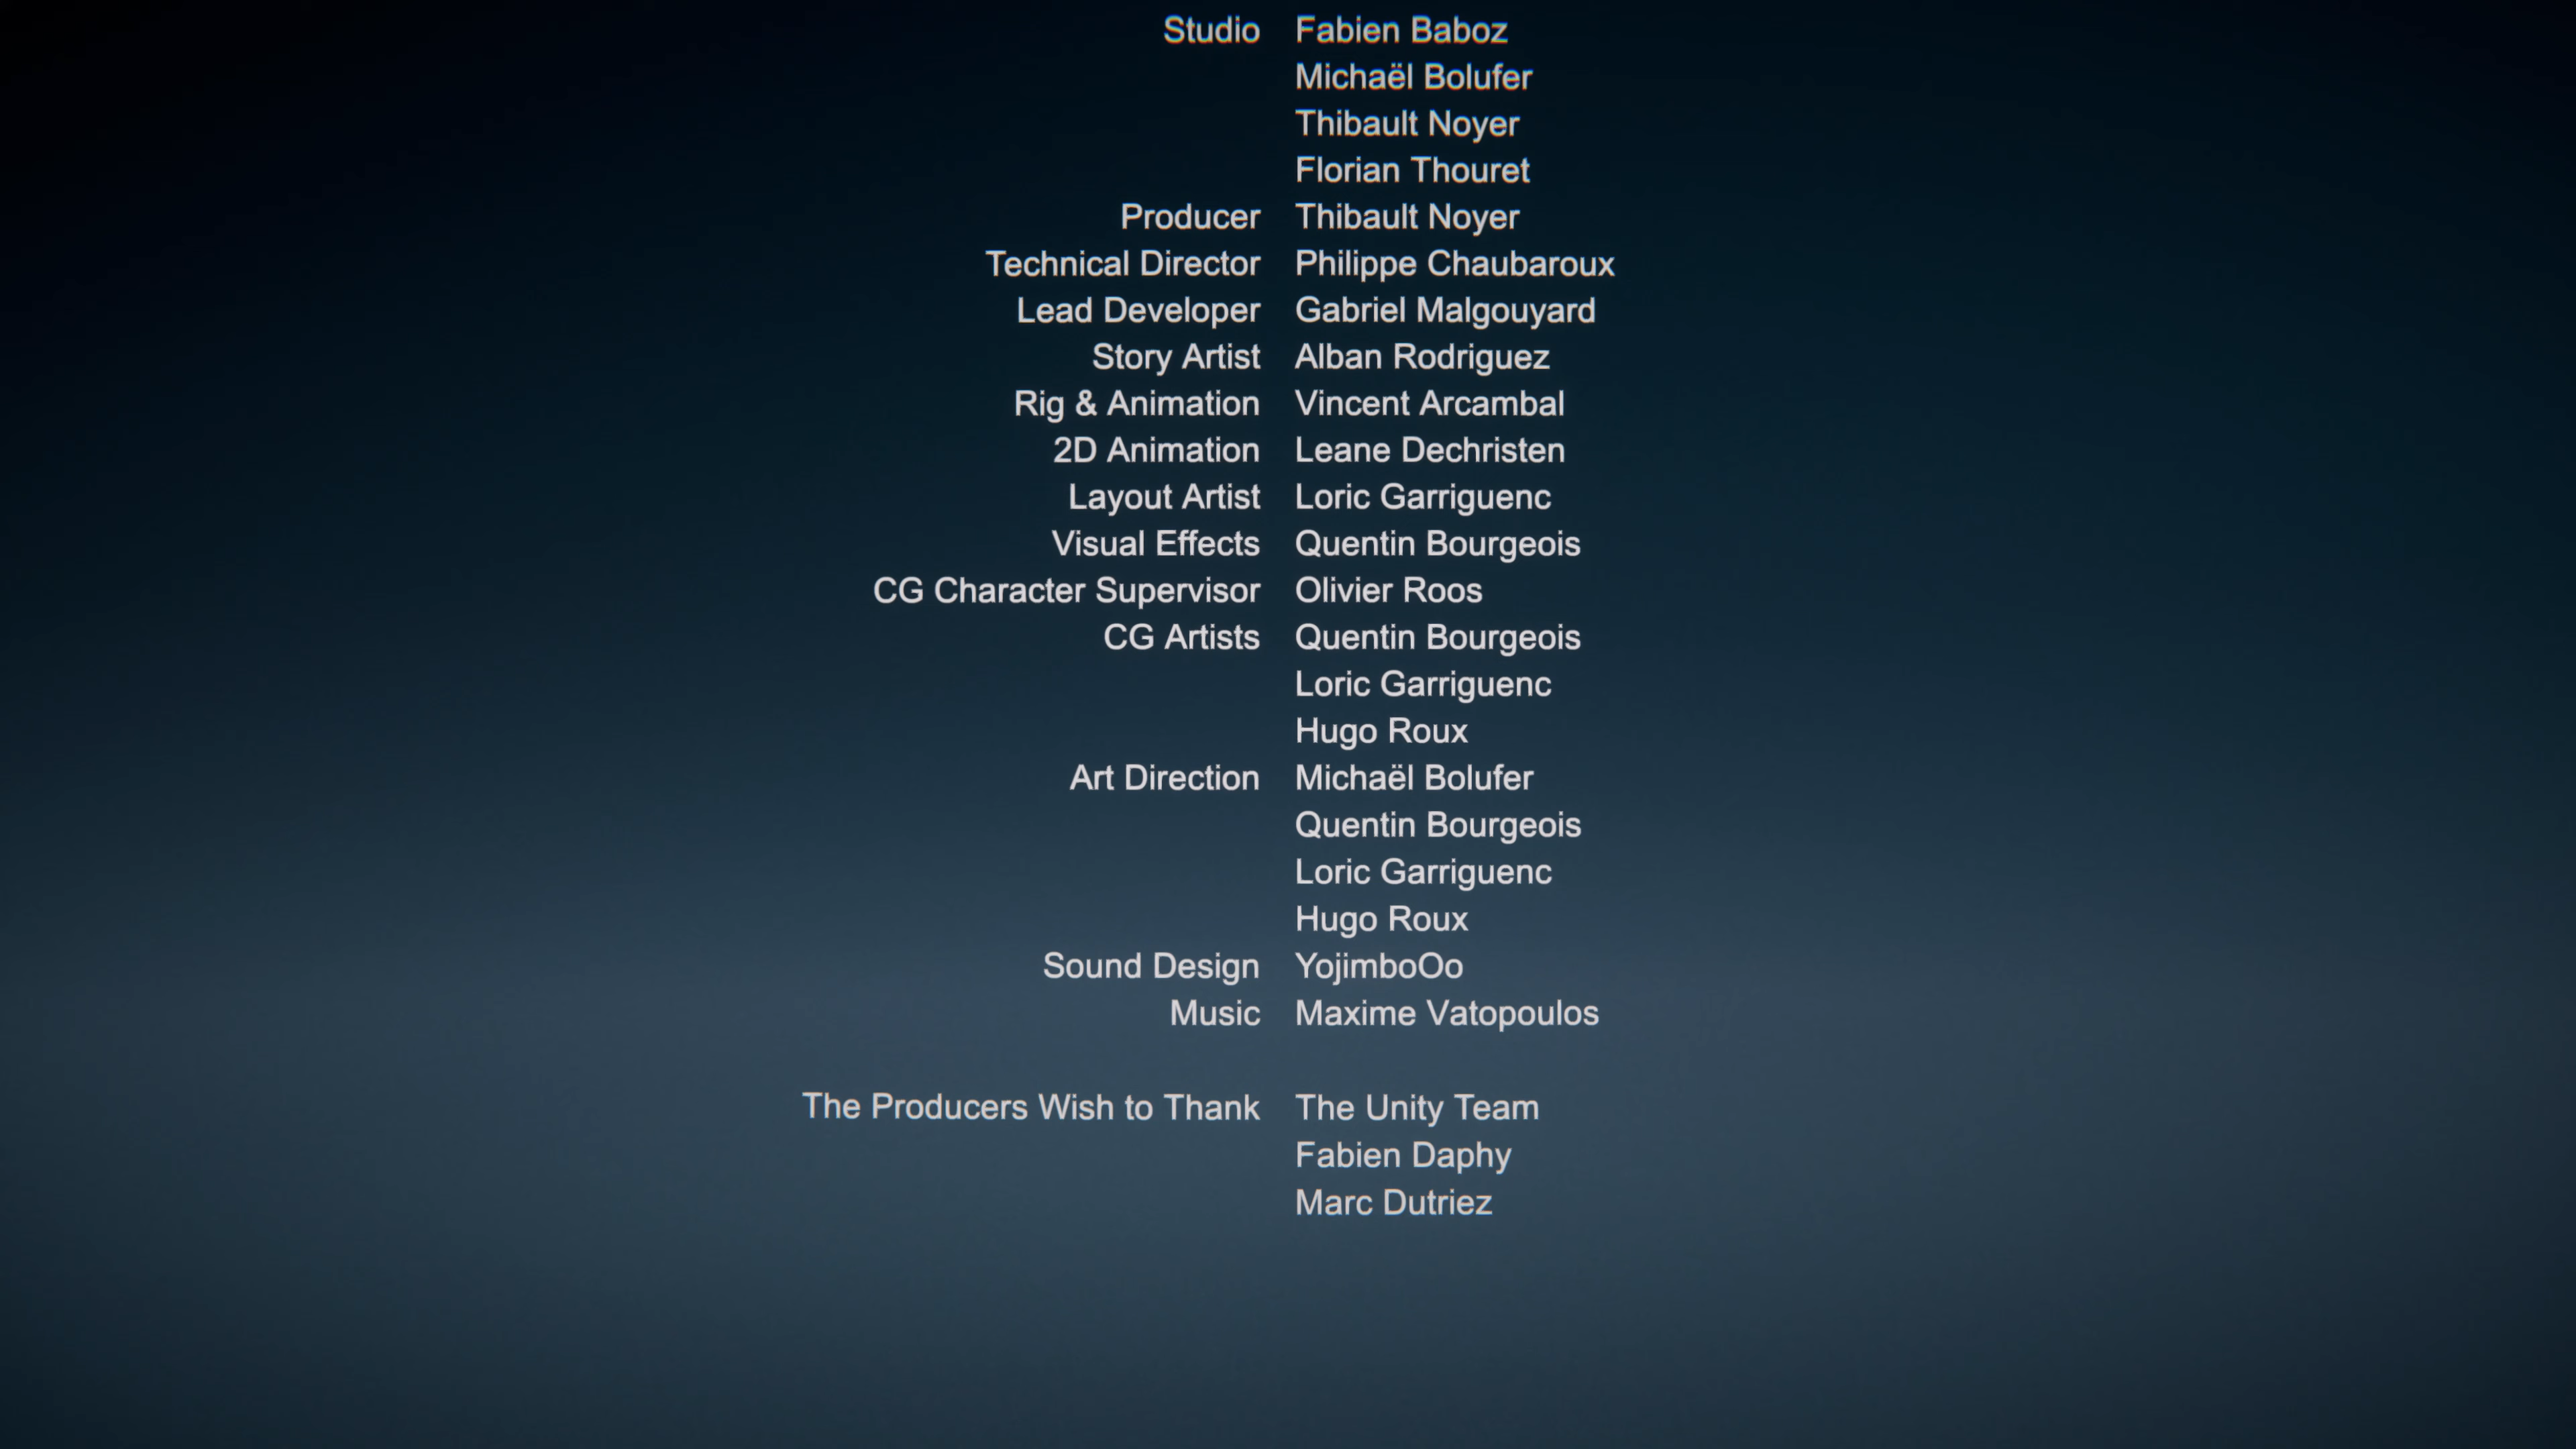 Studio Fabien Baboz
Michaël Bolufer
Thibault Noyer
Florian Thouret
Producer Thibault Noyer
Technical Director Philippe Chaubaroux
Lead Developer Gabriel Malgouyard
Story Artist Alban Rodriguez
Rig & Animation Vincent Arcambal
2D Animation Leane Dechristen
Layout Artist Loric Garriguenc
Visual Effects Quentin Bourgeois
CG Character Supervisor Olivier Roos
CG Artists Quentin Bourgeois
Loric Garriguenc
Hugo Roux
Art Direction Michaël Bolufer
Quentin Bourgeois
Loric Garriguenc
Hugo Roux
Sound Design YojimboOo
Music Maxime Vatopoulos
The Producers Wish to Thank The Unity Team
Fabien Daphy
Marc Dutriez